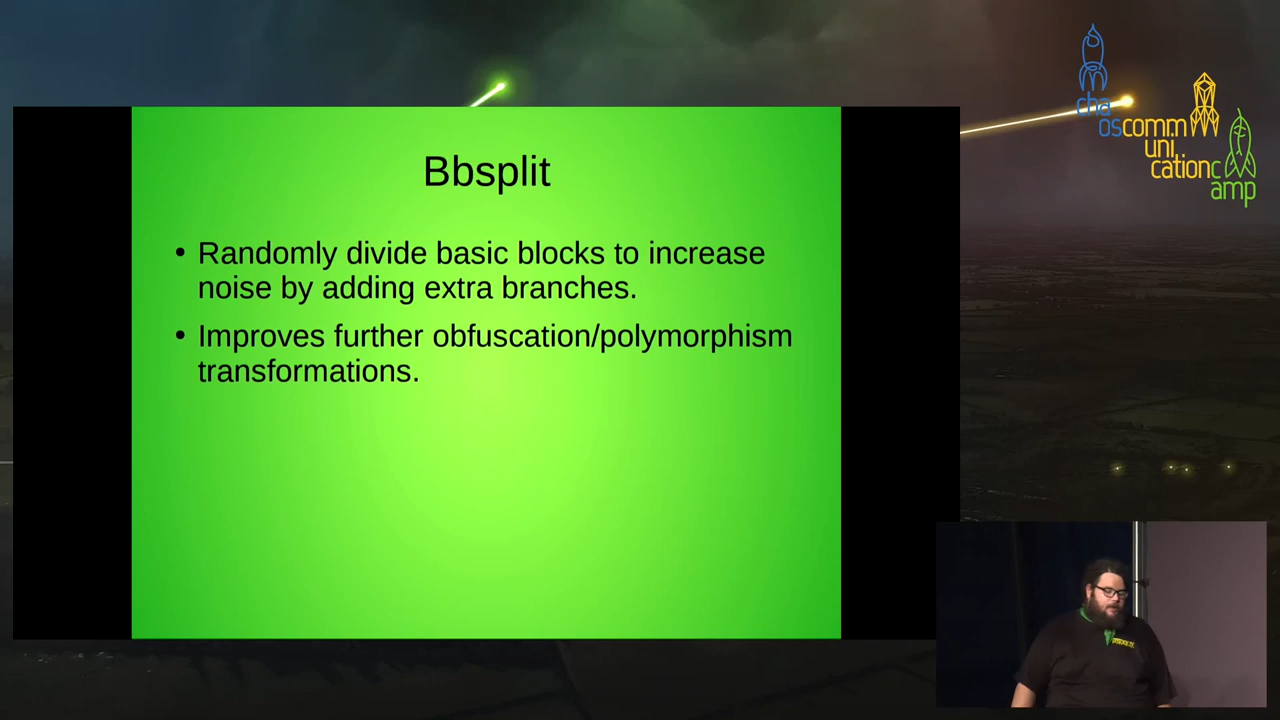 cha
oscomm
uni
cationc
amp
Bbsplit
• Randomly divide basic blocks to increase
noise by adding extra branches.
• Improves further obfuscation/polymorphism
transformations.